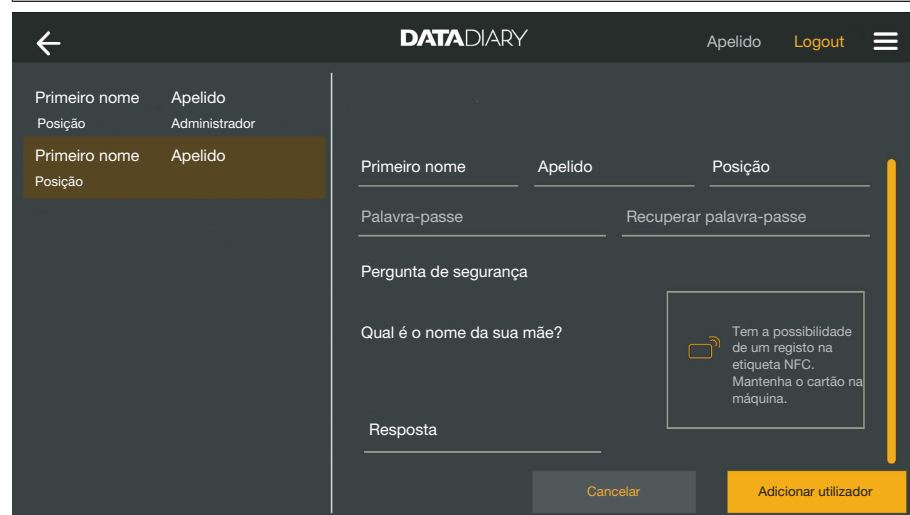 DATADIARY
Apelido Logout
Primeiro nome Apelido
Posição Administrador
Primeiro nome Apelido
Posição
Primeiro nome Apelido Posição
Palavra-passe Recuperar palavra-passe
Pergunta de segurança
Qual é o nome da sua mãe?
Tem a possibilidade
de um registo na
etiqueta NFC.
Mantenha o cartão na
máquina.
Resposta
Cancelar Adicionar utilizador